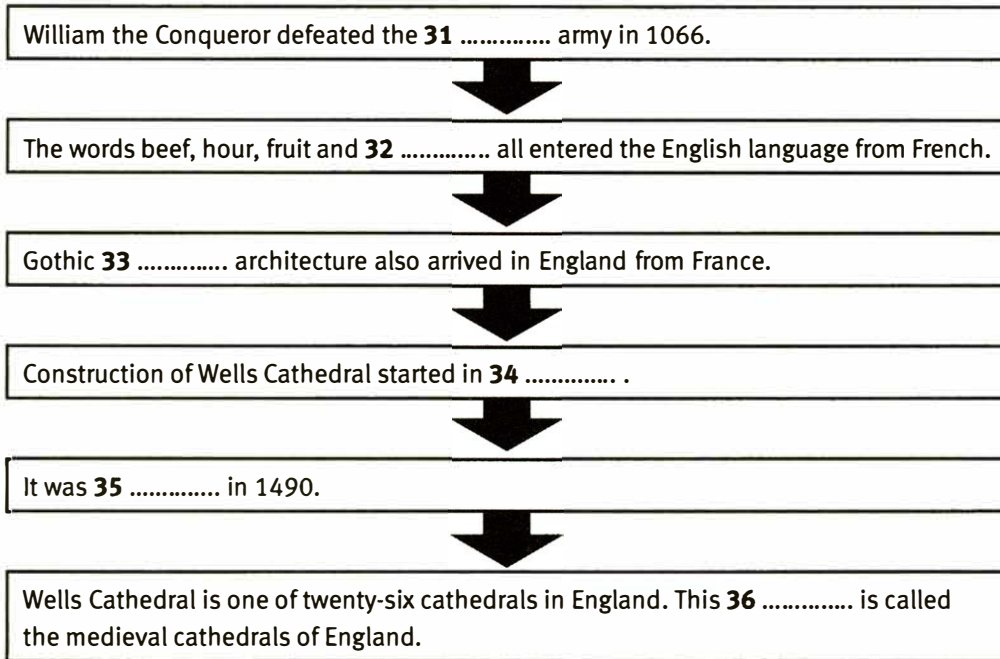 William the Conqueror defeated the 31 .............. army in 1066.
The words beef, hour, fruit and 32 .............. all entered the English language from French.
Gothic 33 .............. architecture also arrived in England from France.
Construction of Wells Cathedral started in 34 .............. .
It was 35 .............. in 1490.
Wells Cathedral is one of twenty-six cathedrals in England. This 36 .............. is called
the medieval cathedrals of England.